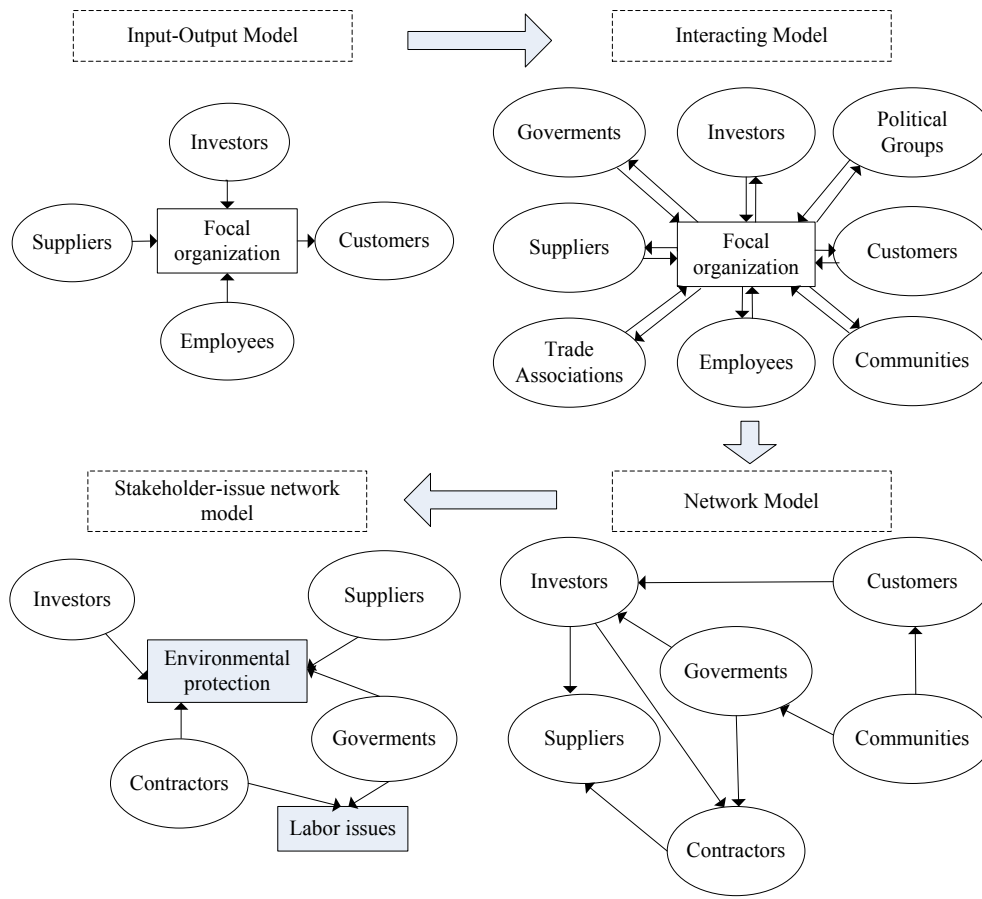 Input-Output Model
Interacting Model
Investors
Suppliers
Focal
organization
Customers
Employees
Goverments
Investors
Political
Groups
Suppliers
Focal
organization
Customers
Trade
Associations
Employees
Communities
Stakeholder-issue network
model
Network Model
Investors
Suppliers
Environmental
protection
Goverments
Contractors
Labor issues
Investors
Customers
Goverments
Suppliers
Communities
Contractors